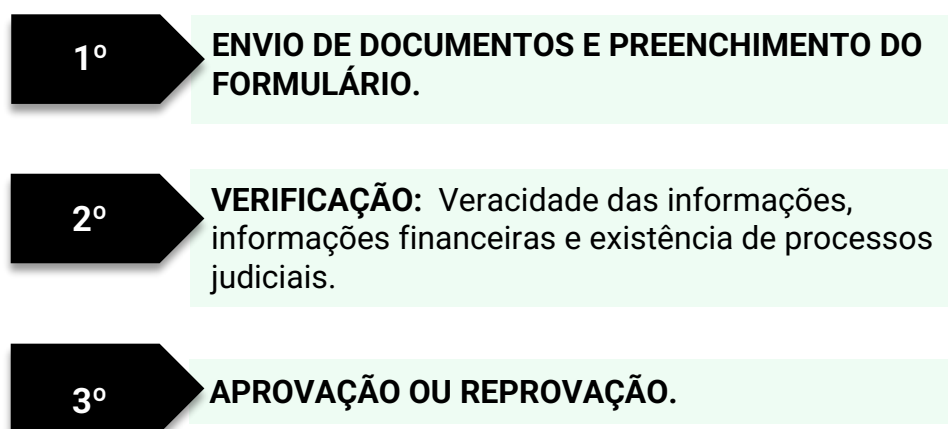 1º
ENVIO DE DOCUMENTOS E PREENCHIMENTO DO
FORMULÁRIO.
2º
VERIFICAÇÃO: Veracidade das informações,
informações financeiras e existência de processos
judiciais.
3º
APROVAÇÃO OU REPROVAÇÃO.